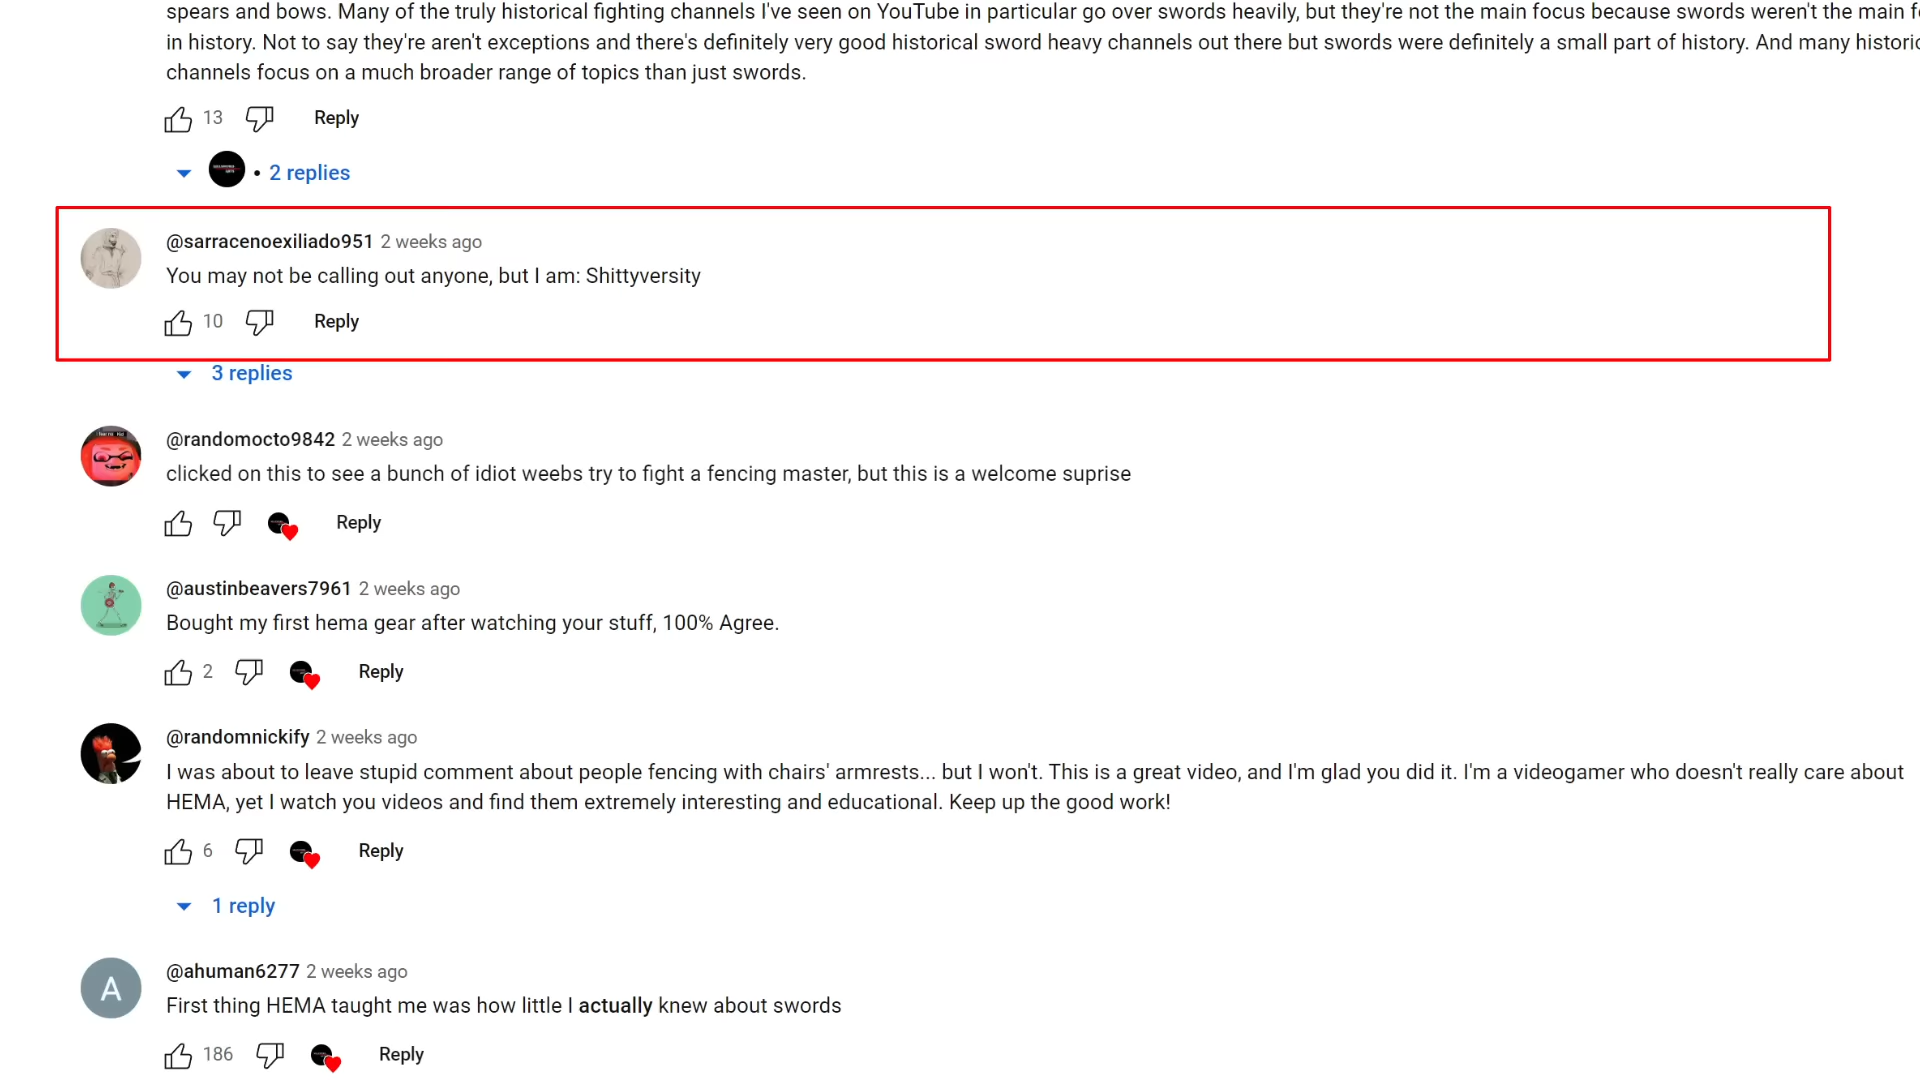 spears and bows. Many of the truly historical fighting channels I've seen on YouTube in particular go over swords heavily, but they're not the main focus because swords weren't the main
in history. Not to say they're aren't exceptions and there's definitely very good historical sword heavy channels out there but swords were definitely a small part of history. And many
channels focus on a much broader range of topics than just swords.
13 Reply
• 2 replies
@sarracenoexiliado951 2 weeks ago
You may not be calling out anyone, but I am: Shittyversity
10 Reply
3 replies
@randomocto9842 2 weeks ago
clicked on this to see a bunch of idiot weebs try to fight a fencing master, but this is a welcome suprise
Reply
@austinbeavers7961 2 weeks ago
Bought my first hema gear after watching your stuff, 100% Agree.
2 Reply
@randomnickify 2 weeks ago
I was about to leave stupid comment about people fencing with chairs' armrests... but I won't. This is a great video, and I'm glad you did it. I'm a videogamer who doesn't really care about
HEMA, yet I watch you videos and find them extremely interesting and educational. Keep up the good work!
6 Reply
1 reply
A
@ahuman6277 2 weeks ago
First thing HEMA taught me was how little I actually knew about swords
186 Reply